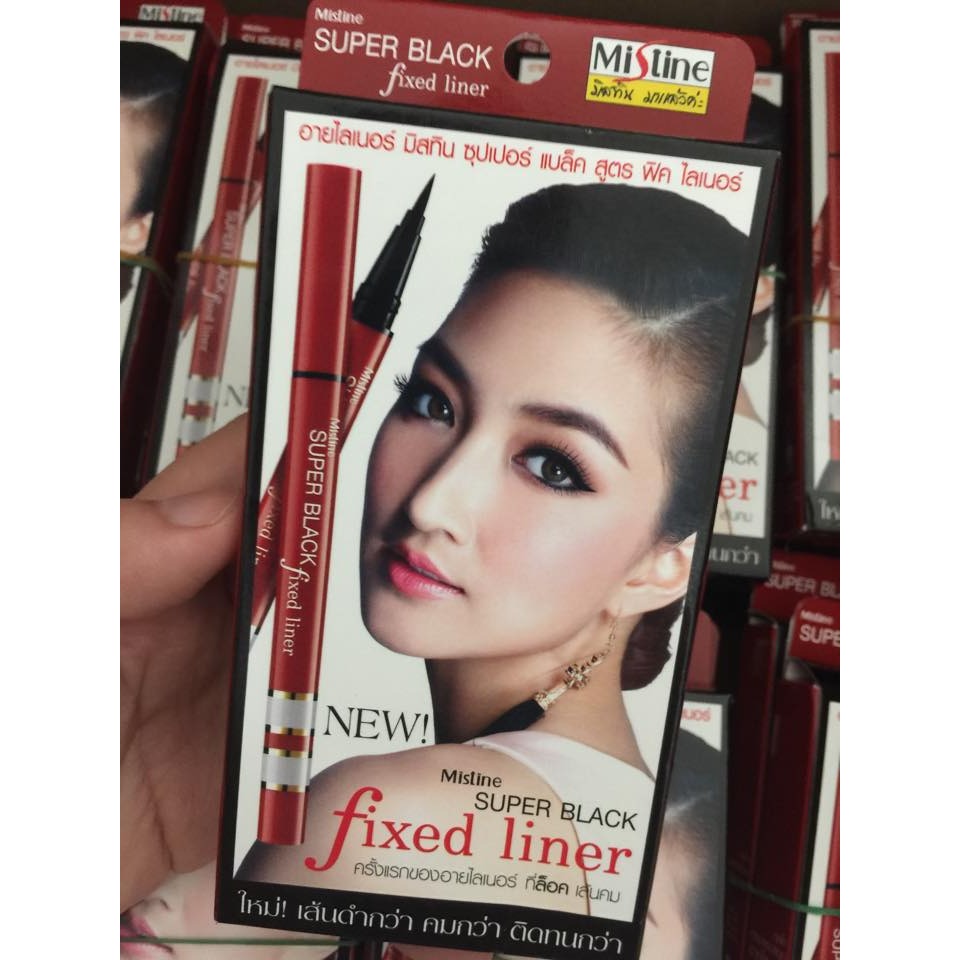 Mistine
SUPER BLACK
fixed liner
Mistine
มิสทิน มาแล้วค่ะ
อายไลเนอร์ มิสทิน ซุปเปอร์ แบล็ค สูตร ฟิค ไลเนอร์
Mistine
Mistine
SUPER BLACK
fixed liner
NEW!
Mistine
SUPER BLACK
fixed liner
ครั้งแรกของอายไลเนอร์ ที่ล็อค เส้นคม
ใหม่! เส้นดำกว่า คมกว่า ติดทนกว่า